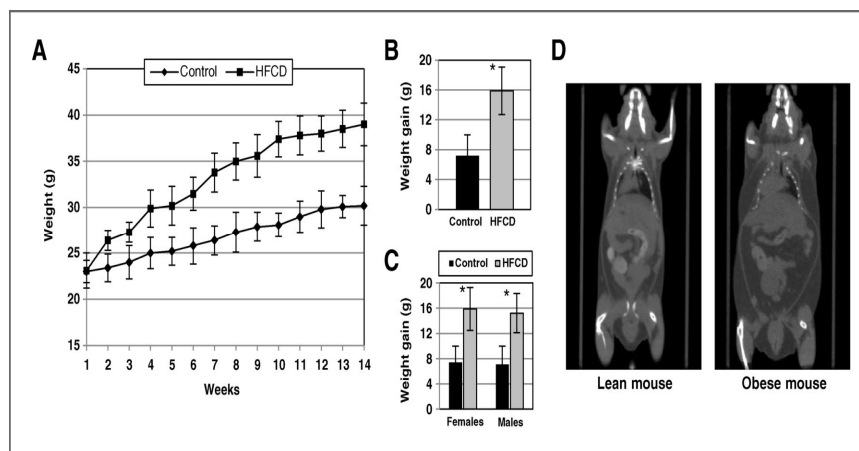 A
Control HFCD
Weight (g)
45
40
35
30
25
20
15
1 2 3 4 5 6 7 8 9 10 11 12 13 14
Weeks
B
Weight gain (g)
20
16
12
8
4
0
*
Control HFCD
C
Control HFCD
Weight gain (g)
20
16
12
8
4
0
* *
Females Males
D
Lean mouse Obese mouse